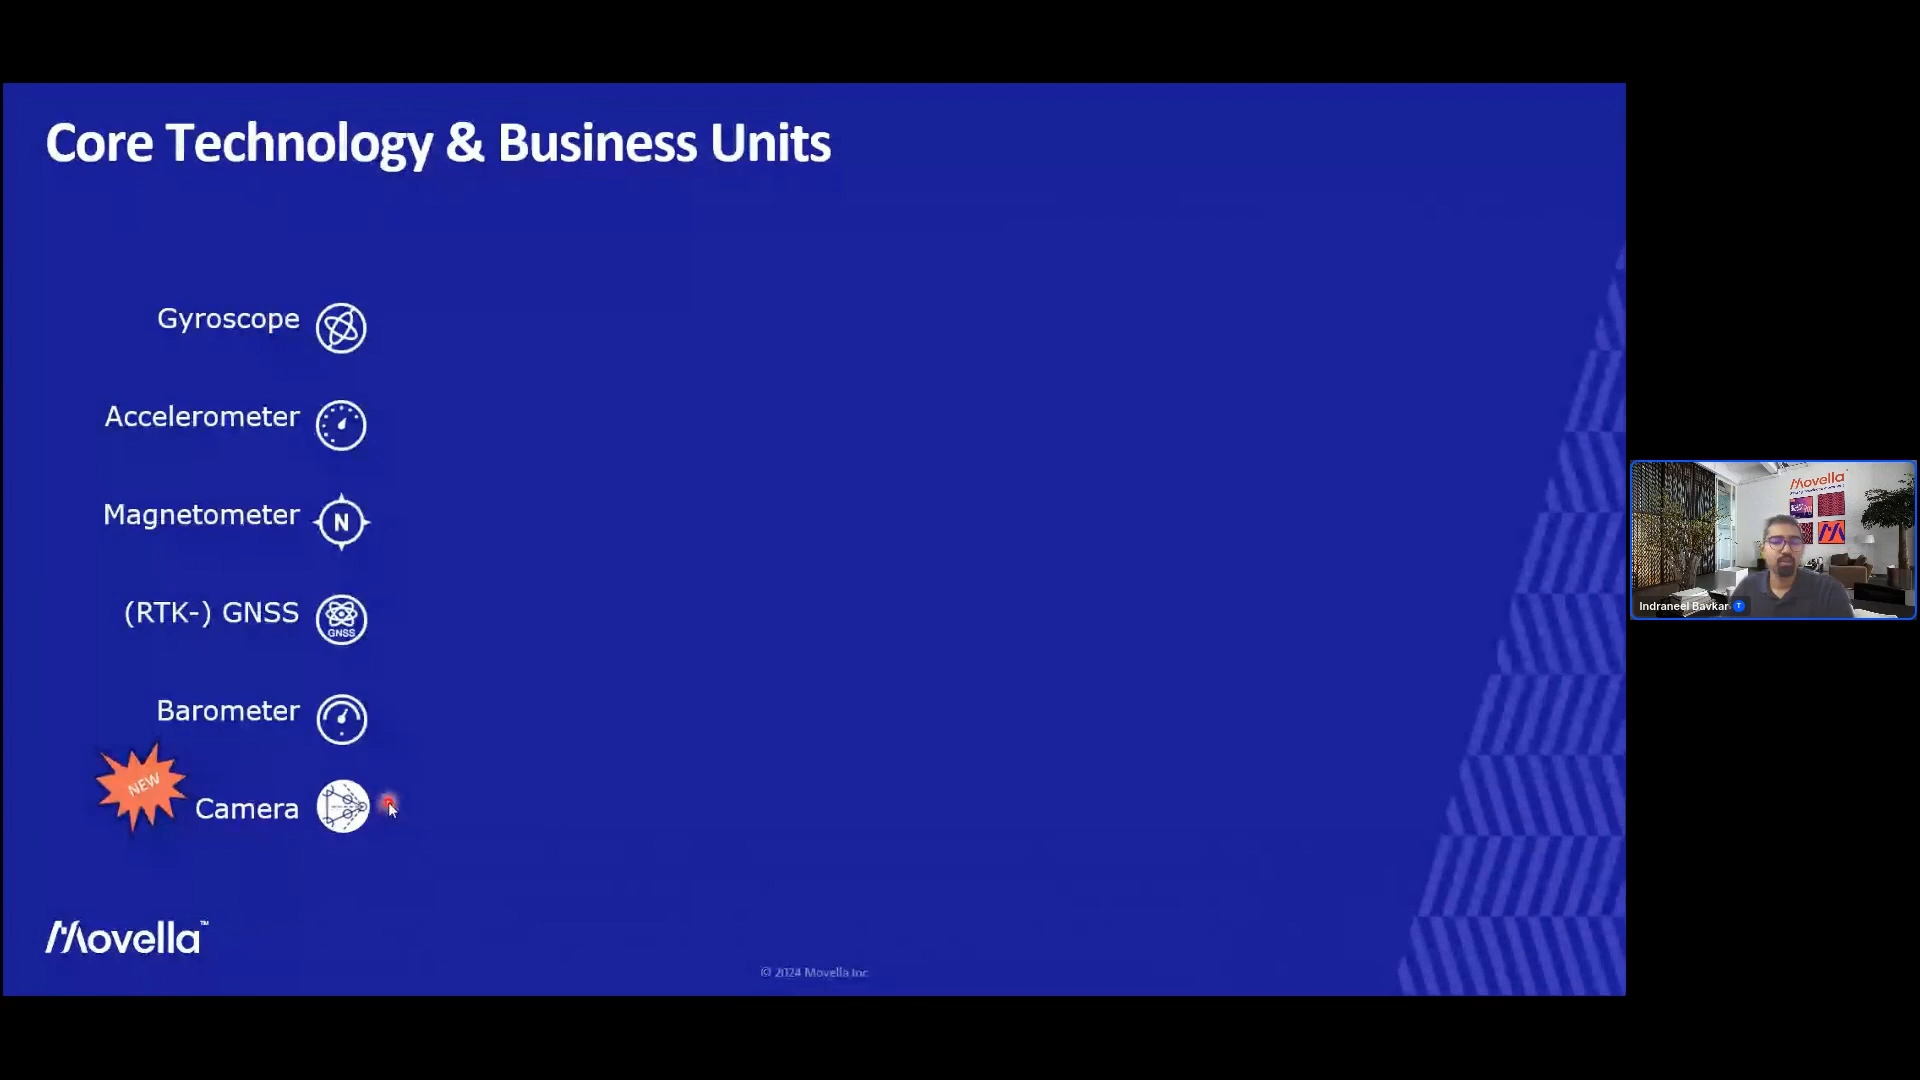 Core Technology & Business Units
Gyroscope
Accelerometer
Magnetometer
N
(RTK-) GNSS
GNSS
Barometer
NEW
Camera
Movella™
© 2024 Movella Inc
Movella
Indraneel Bavkar
T